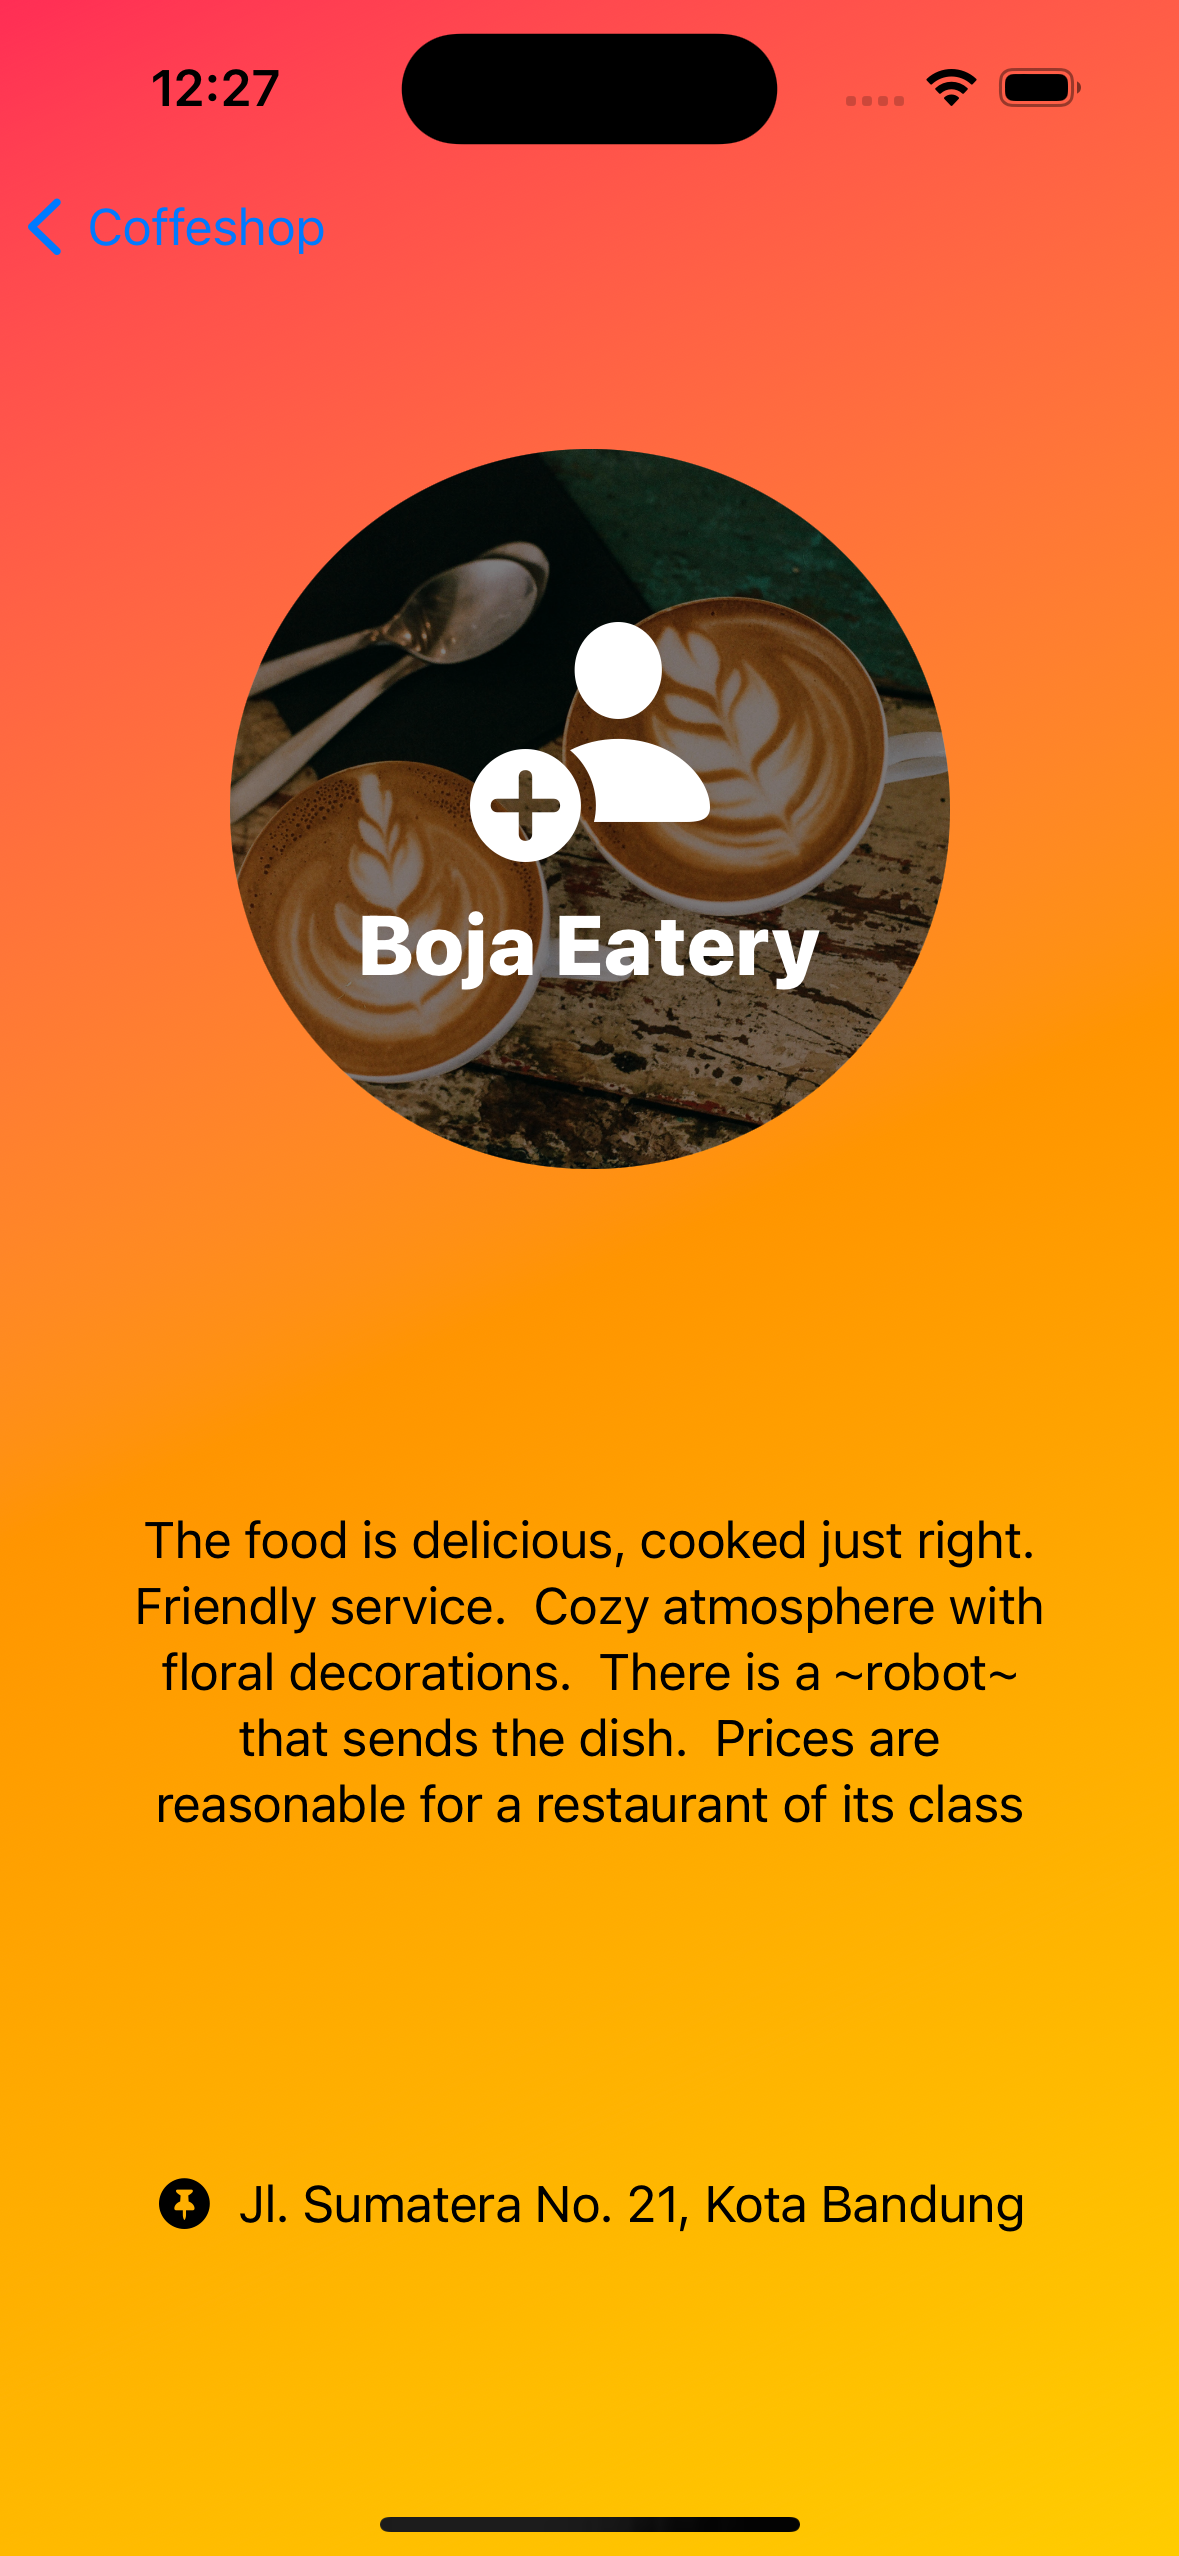 12:27
Coffeshop
Boja Eatery
The food is delicious, cooked just right.
Friendly service.  Cozy atmosphere with
floral decorations.  There is a ~robot~
that sends the dish.  Prices are
reasonable for a restaurant of its class
Jl. Sumatera No. 21, Kota Bandung